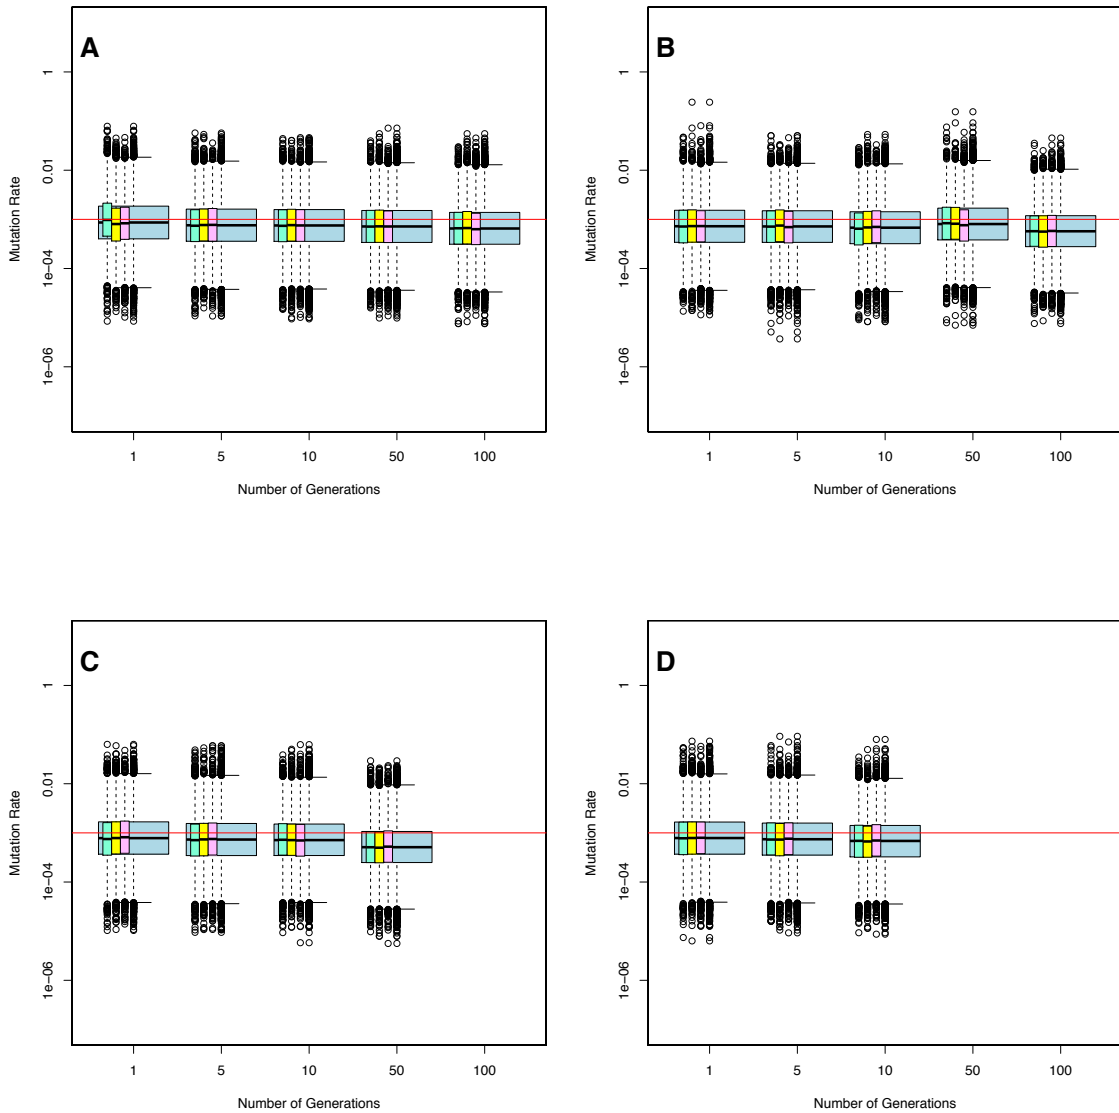 A
Mutation Rate
1
0.01
1e-04
1e-06
1 5 10 50 100
Number of Generations
B
Mutation Rate
1
0.01
1e-04
1e-06
1 5 10 50 100
Number of Generations
C
Mutation Rate
1
0.01
1e-04
1e-06
1 5 10 50 100
Number of Generations
D
Mutation Rate
1
0.01
1e-04
1e-06
1 5 10 50 100
Number of Generations